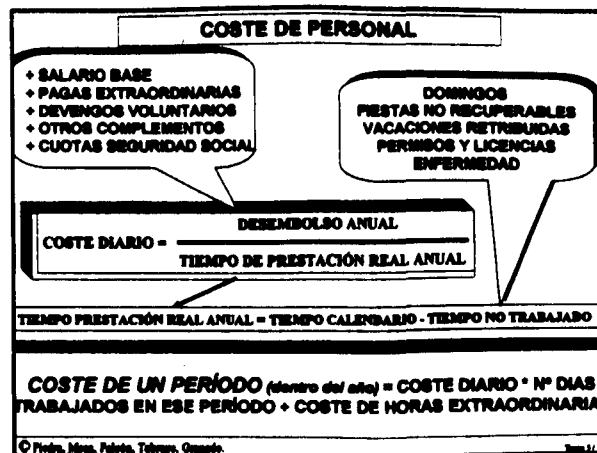 COSTE DE PERSONAL
+ SALARIO BASE
+ PAGAS EXTRAORDINARIAS
+ DEVENGOS VOLUNTARIOS
+ OTROS COMPLEMENTOS
+ CUOTAS SEGURIDAD SOCIAL
DOMINGOS
FIESTAS NO RECUPERABLES
VACACIONES RETRIBUIDAS
PERMISOS Y LICENCIAS
ENFERMEDAD
DESEMBOLSO ANUAL
COSTE DIARIO =
TIEMPO DE PRESTACIÓN REAL ANUAL
TIEMPO PRESTACIÓN REAL ANUAL = TIEMPO CALENDARIO - TIEMPO NO TRABAJADO
COSTE DE UN PERÍODO (dentro del año) = COSTE DIARIO * Nº DIAS
TRABAJADOS EN ESE PERÍODO + COSTE DE HORAS EXTRAORDINARIA
© Piedra, Mesa,